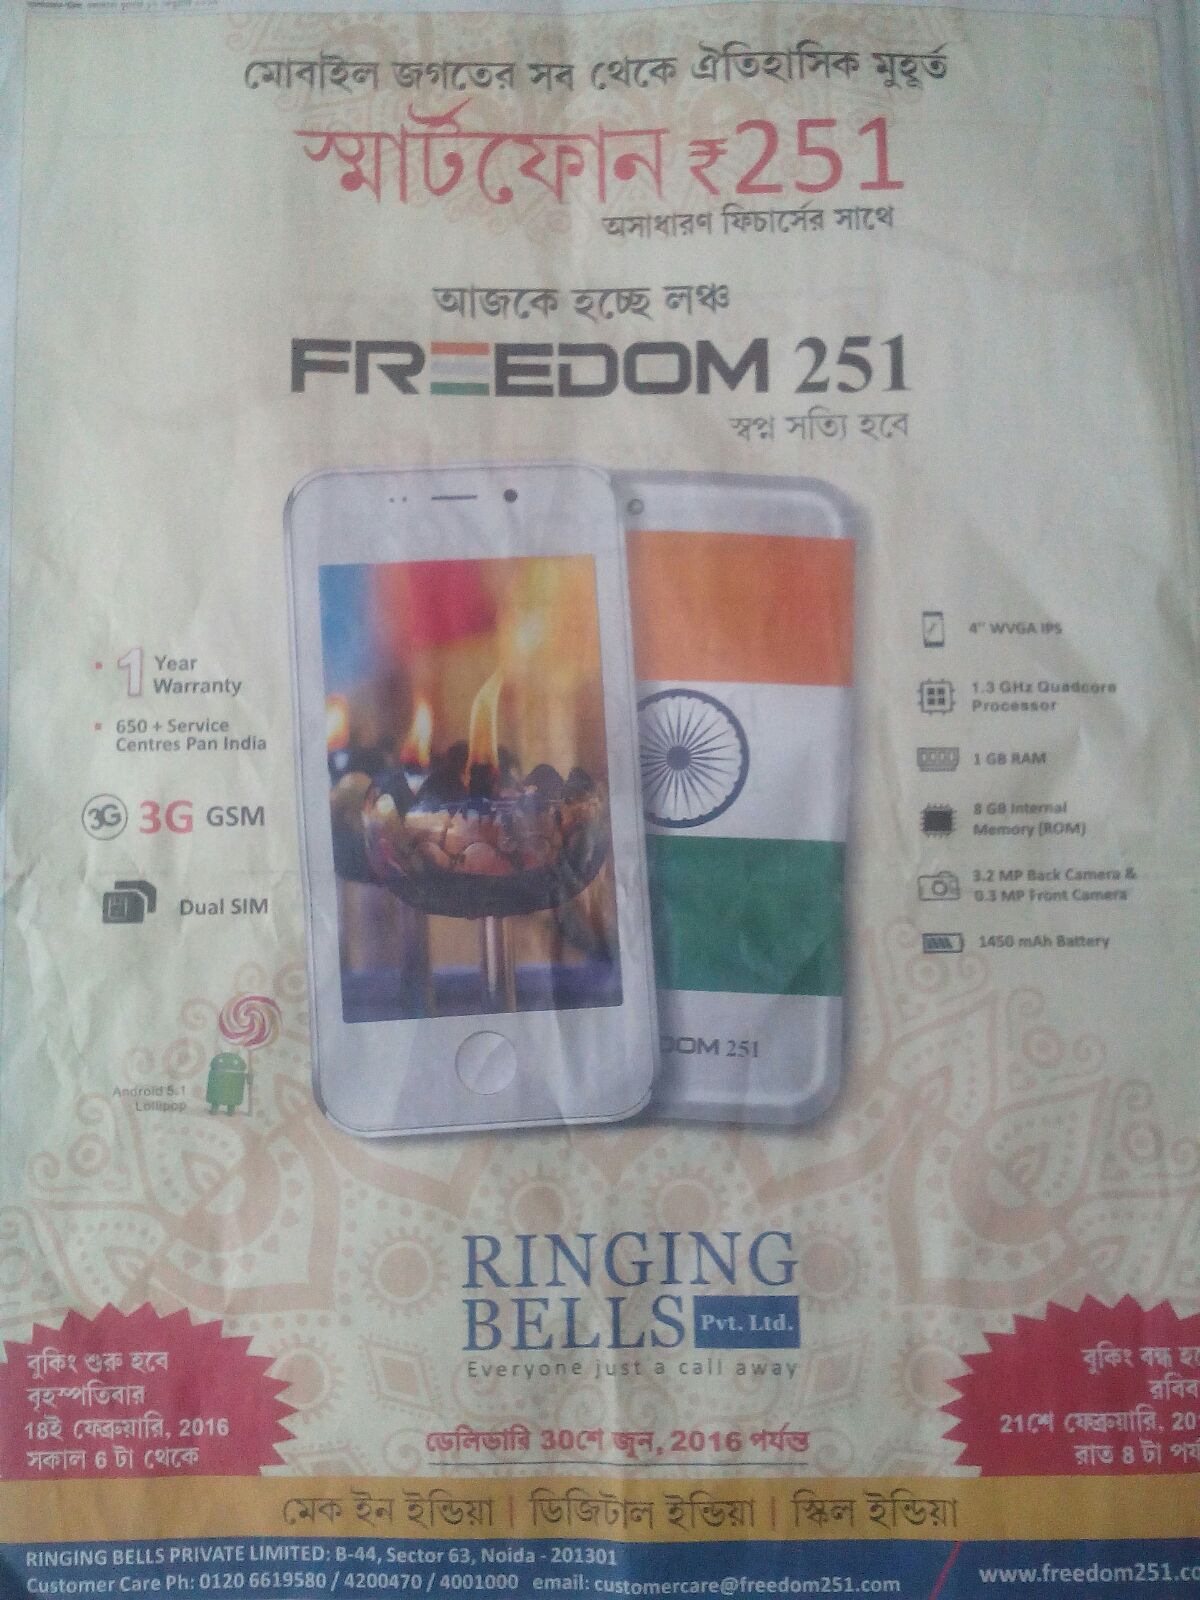 মোবাইল জগতের সব থেকে ঐতিহাসিক মুহূর্ত
স্মার্টফোন ₹251
অসাধারণ ফিচার্সের সাথে
আজকে হচ্ছে লঞ্চ
FREEDOM 251
স্বপ্ন সত্যি হবে
1 Year Warranty
650 + Service
Centres Pan India
3G 3G GSM
Dual SIM
Android 5.1
Lollipop
4" WVGA IPS
1.3 GHz Quadcore
Processor
1 GB RAM
8 GB Internal
Memory (ROM)
3.2 MP Back Camera &
0.3 MP Front Camera
1450 mAh Battery
DOM 251
RINGING
BELLS Pvt. Ltd.
Everyone just a call away
বুকিং শুরু হবে
বৃহস্পতিবার
18ই ফেব্রুয়ারি, 2016
সকাল 6 টা থেকে
ডেলিভারি 30শে জুন, 2016 পর্যন্ত
বুকিং বন্ধ
21শে ফেব্রুয়ারি,
রাত 8 টা
মেক ইন ইন্ডিয়া | ডিজিটাল ইন্ডিয়া | স্কিল ইন্ডিয়া
RINGING BELLS PRIVATE LIMITED: B-44, Sector 63, Noida - 201301
Customer Care Ph: 0120 6619580 / 4200470 / 4001000 email: customercare@freedom251.com
www.freedom251.co